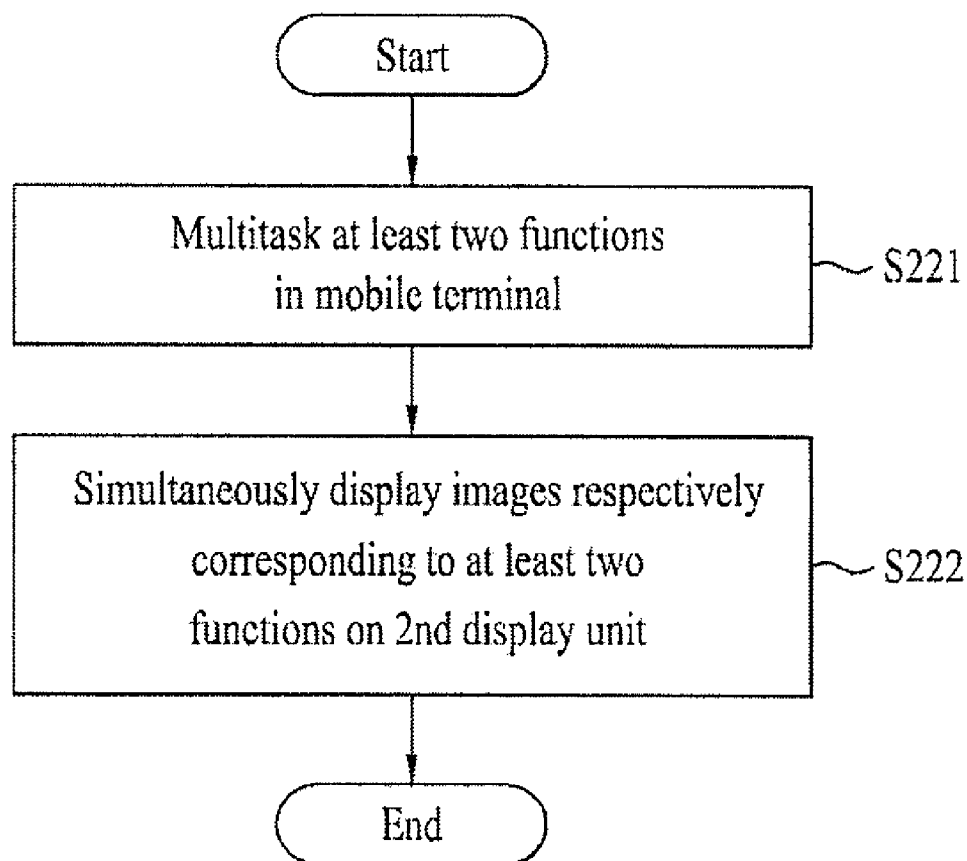 Start
Multitask at least two functions
in mobile terminal
S221
Simultaneously display images respectively
corresponding to at least two
functions on 2nd display unit
S222
End